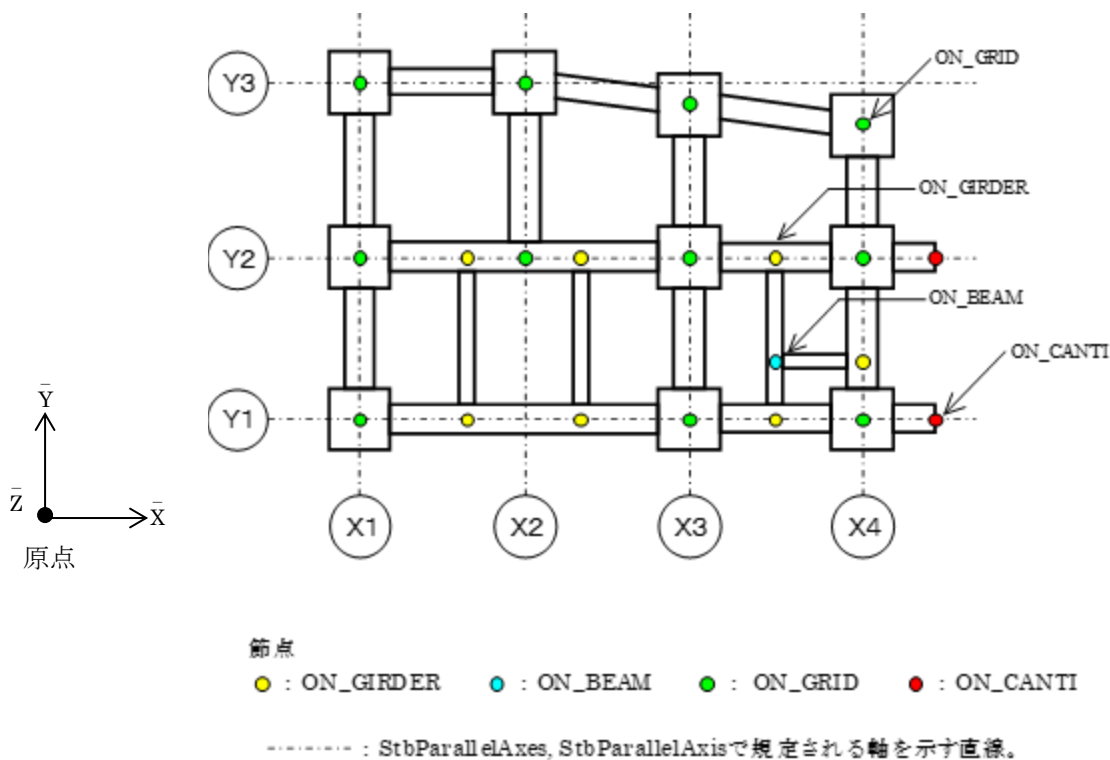 ON_GRID
Y3
ON_GIRDER
Y2
ON_BEAM
ON_CANTI
Y̅
Y1
Z̅
X̅
原点
X1
X2
X3
X4
節点
: ON_GIRDER : ON_BEAM : ON_GRID : ON_CANTI
: StbParallelAxes, StbParallelAxisで規定される軸を示す直線。